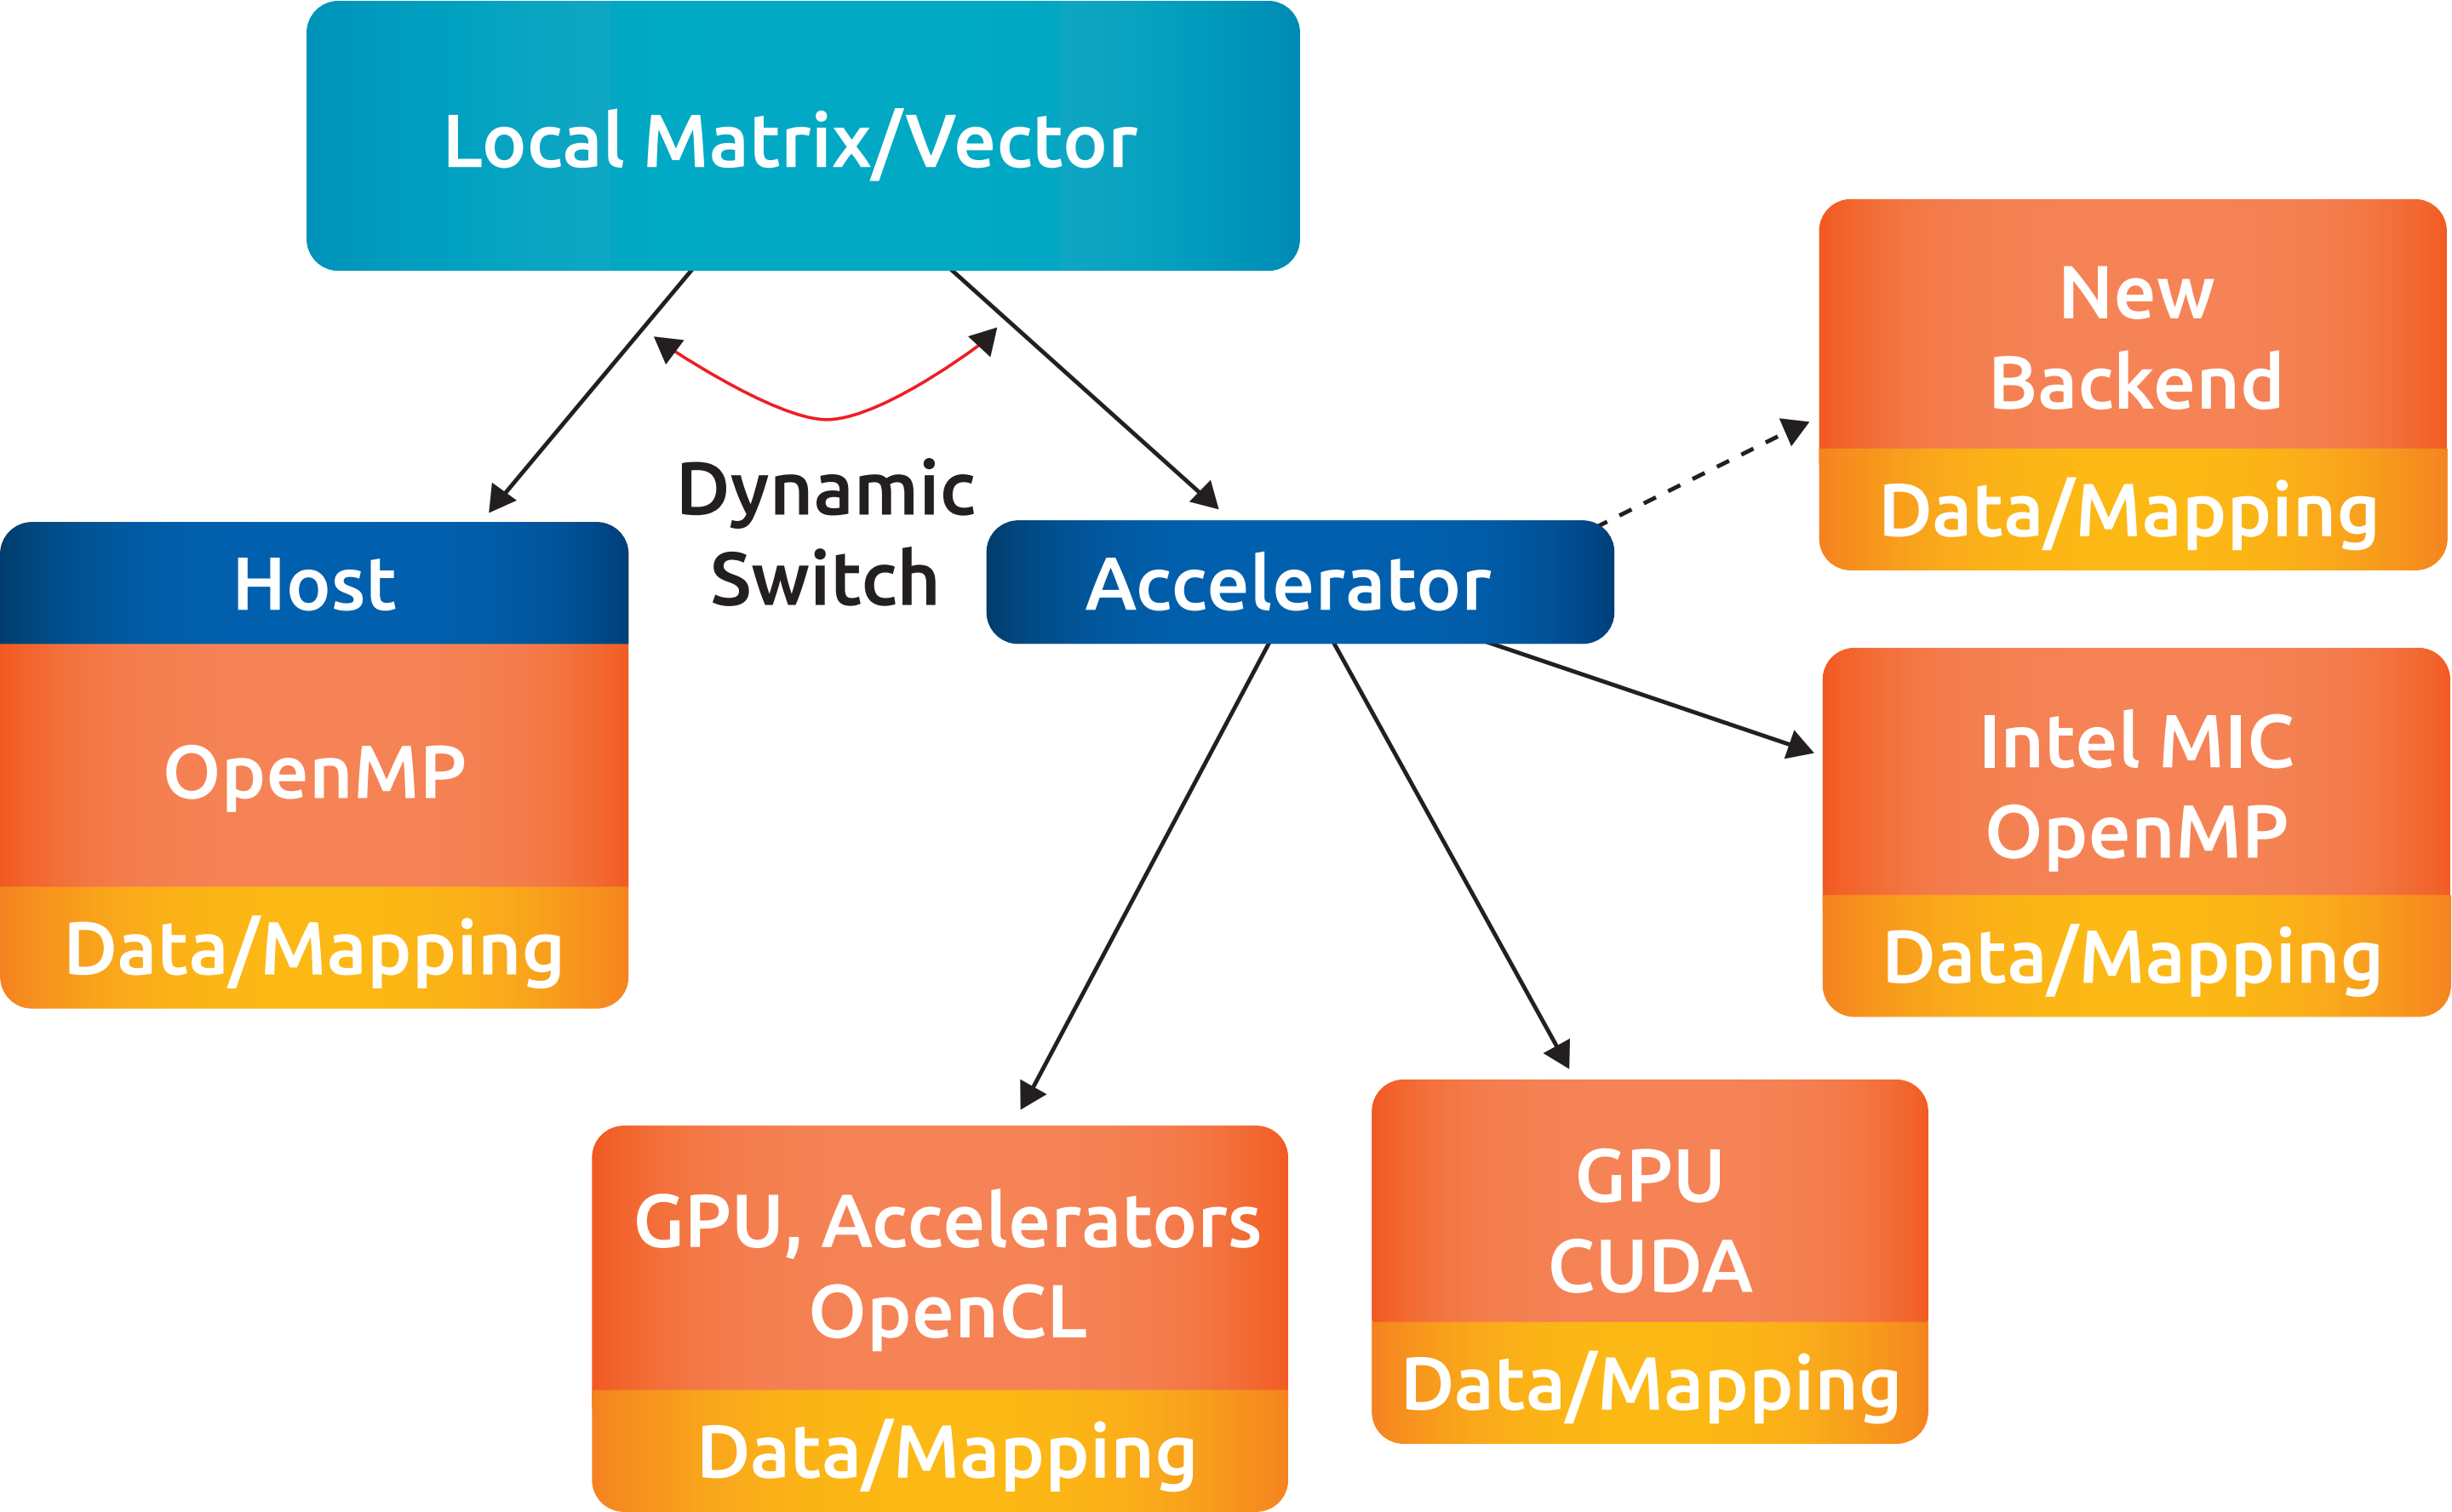 Local Matrix/Vector
New
Backend
Data/Mapping
Dynamic
Switch
Host
OpenMP
Data/Mapping
Accelerator
Intel MIC
OpenMP
Data/Mapping
GPU, Accelerators
OpenCL
Data/Mapping
GPU
CUDA
Data/Mapping